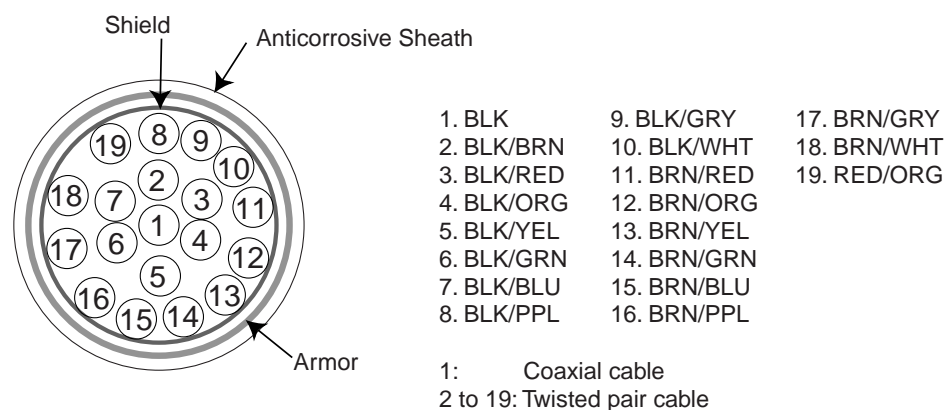 Shield
Anticorrosive Sheath
19 8 9
18 7 2 3 10 11
17 6 1 4 12
16 15 5 14 13
Armor
1. BLK 9. BLK/GRY 17. BRN/GRY
2. BLK/BRN 10. BLK/WHT 18. BRN/WHT
3. BLK/RED 11. BRN/RED 19. RED/ORG
4. BLK/ORG 12. BRN/ORG
5. BLK/YEL 13. BRN/YEL
6. BLK/GRN 14. BRN/GRN
7. BLK/BLU 15. BRN/BLU
8. BLK/PPL 16. BRN/PPL
1: Coaxial cable
2 to 19: Twisted pair cable